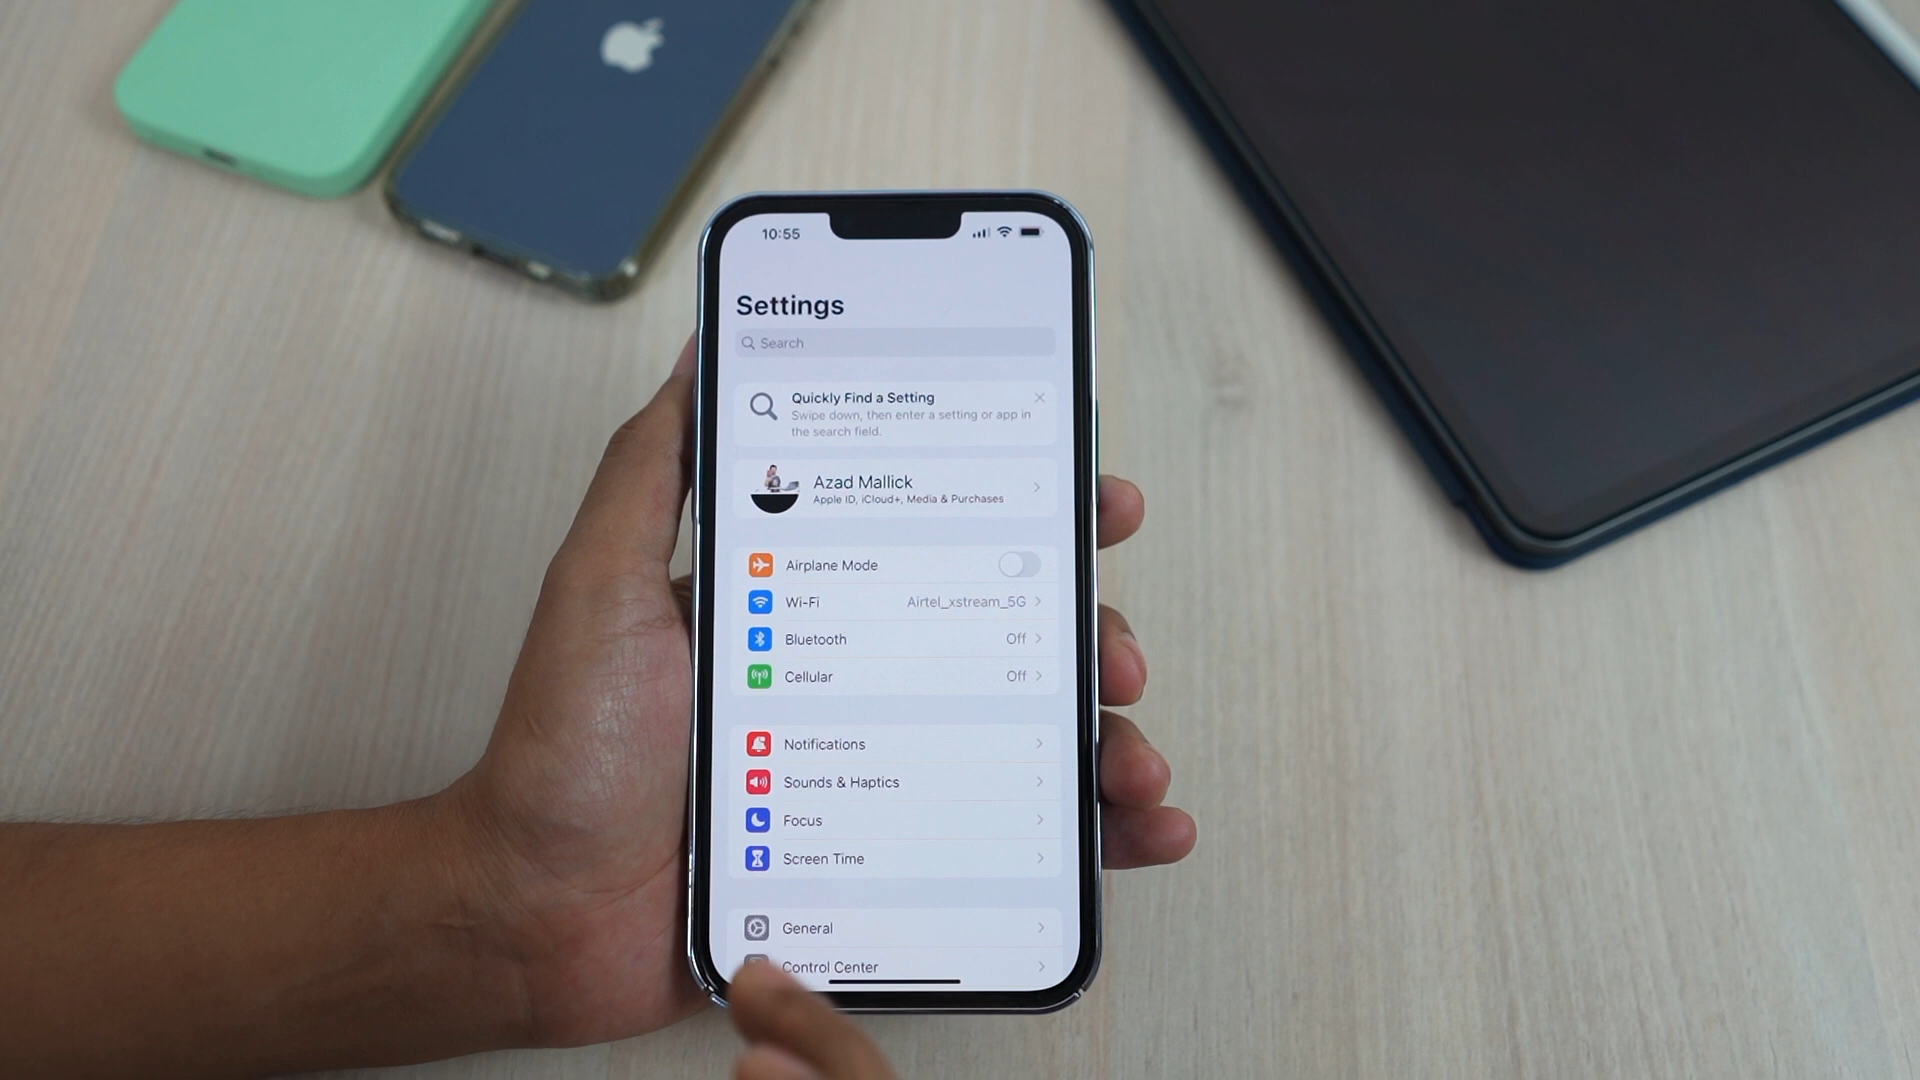 10:55
Settings
Search
Quickly Find a Setting
Swipe down, then enter a setting or app in
the search field.
Azad Mallick
Apple ID, iCloud+, Media & Purchases
Airplane Mode
Wi-Fi Airtel_xstream_5G
Bluetooth Off
Cellular Off
Notifications
Sounds & Haptics
Focus
Screen Time
General
Control Center